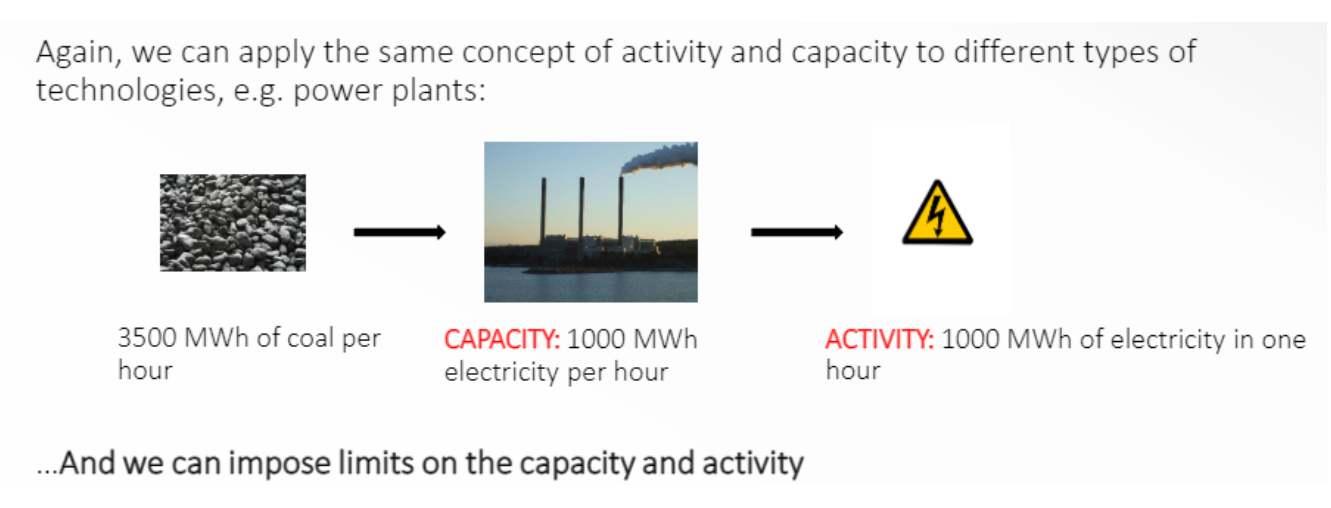 Again, we can apply the same concept of activity and capacity to different types of
technologies, e.g. power plants:
3500 MWh of coal per
hour
CAPACITY: 1000 MWh
electricity per hour
ACTIVITY: 1000 MWh of electricity in one
hour
...And we can impose limits on the capacity and activity